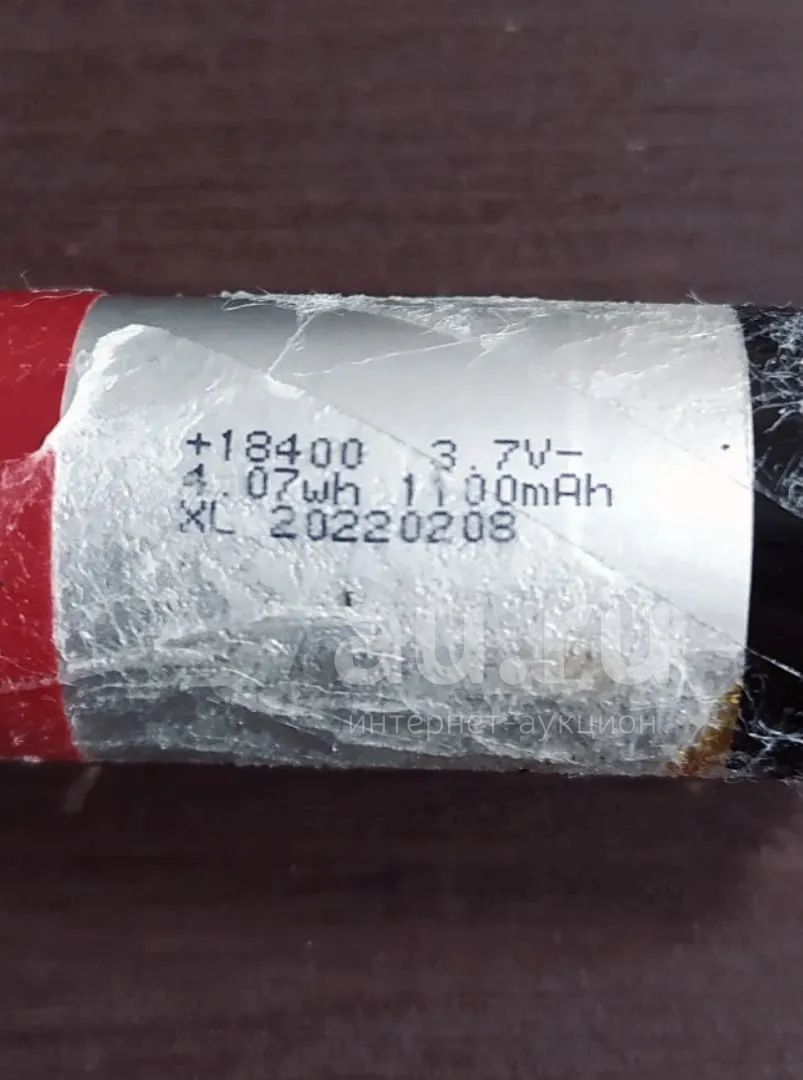 +18400 3.7V-
4.07wh 1100mAh
XL 20220208
au.ru
интернет аукцион